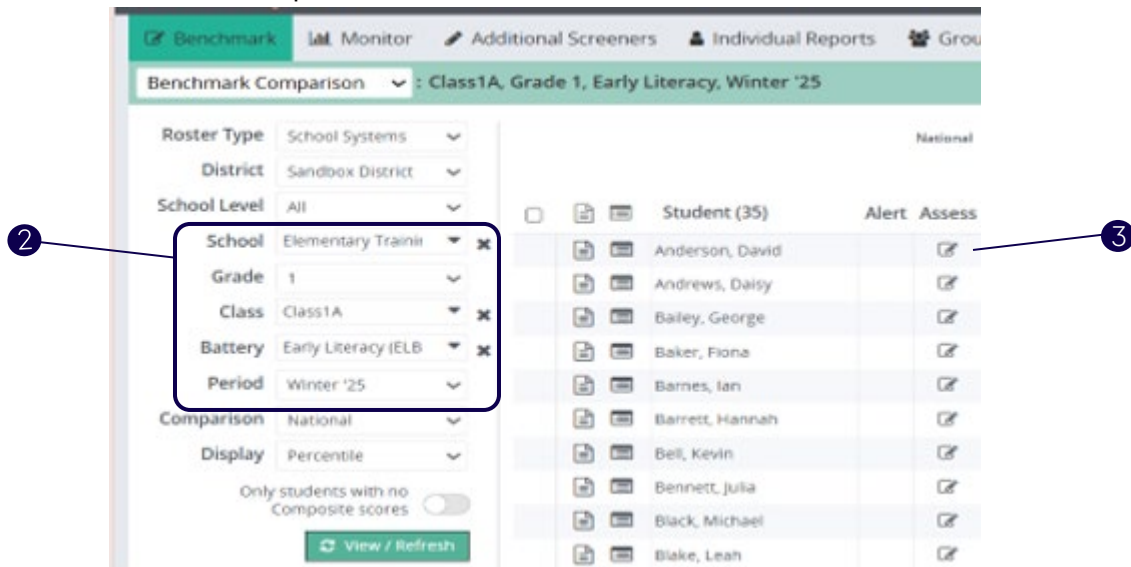 Benchmark Monitor Additional Screeners Individual Reports Grou
Benchmark Comparison : Class1A, Grade 1, Early Literacy, Winter '25
Roster Type School Systems National
District Sandbox District
School Level All Student (35) Alert Assess
2 School Elementary Trainin 3
Anderson, David
Grade 1 Andrews, Daisy
Class Class1A Bailey, George
Battery Early Literacy (ELB Baker, Fiona
Period Winter '25 Barnes, Ian
Comparison National Barrett, Hannah
Display Percentile Bell, Kevin
Only students with no Bennett, Julia
Composite scores Black, Michael
View / Refresh Blake, Leah